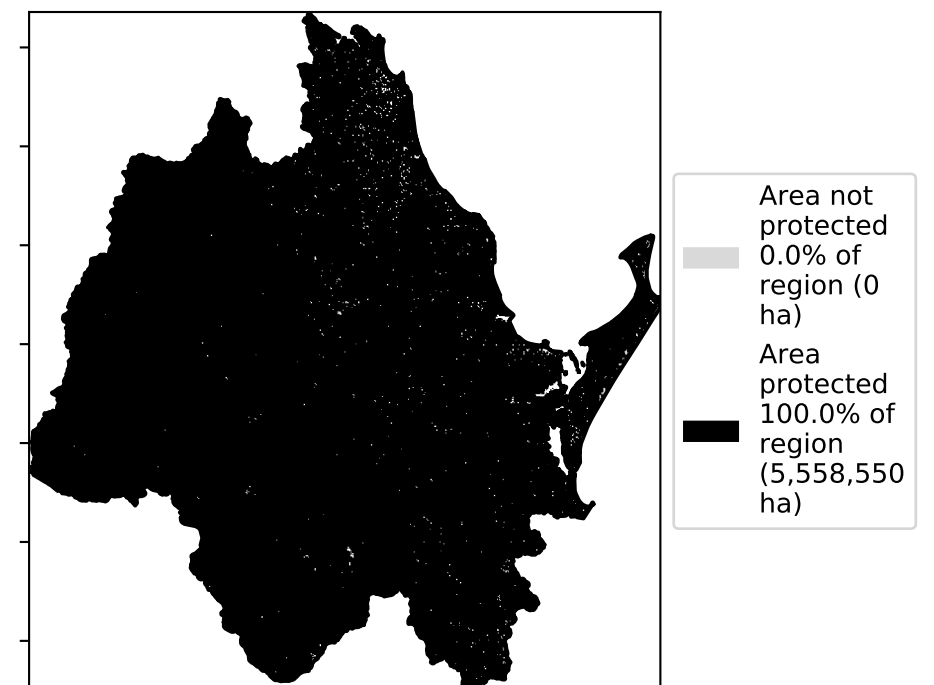 Area not
protected
0.0% of
region (0
ha)
Area
protected
100.0% of
region
(5,558,550
ha)